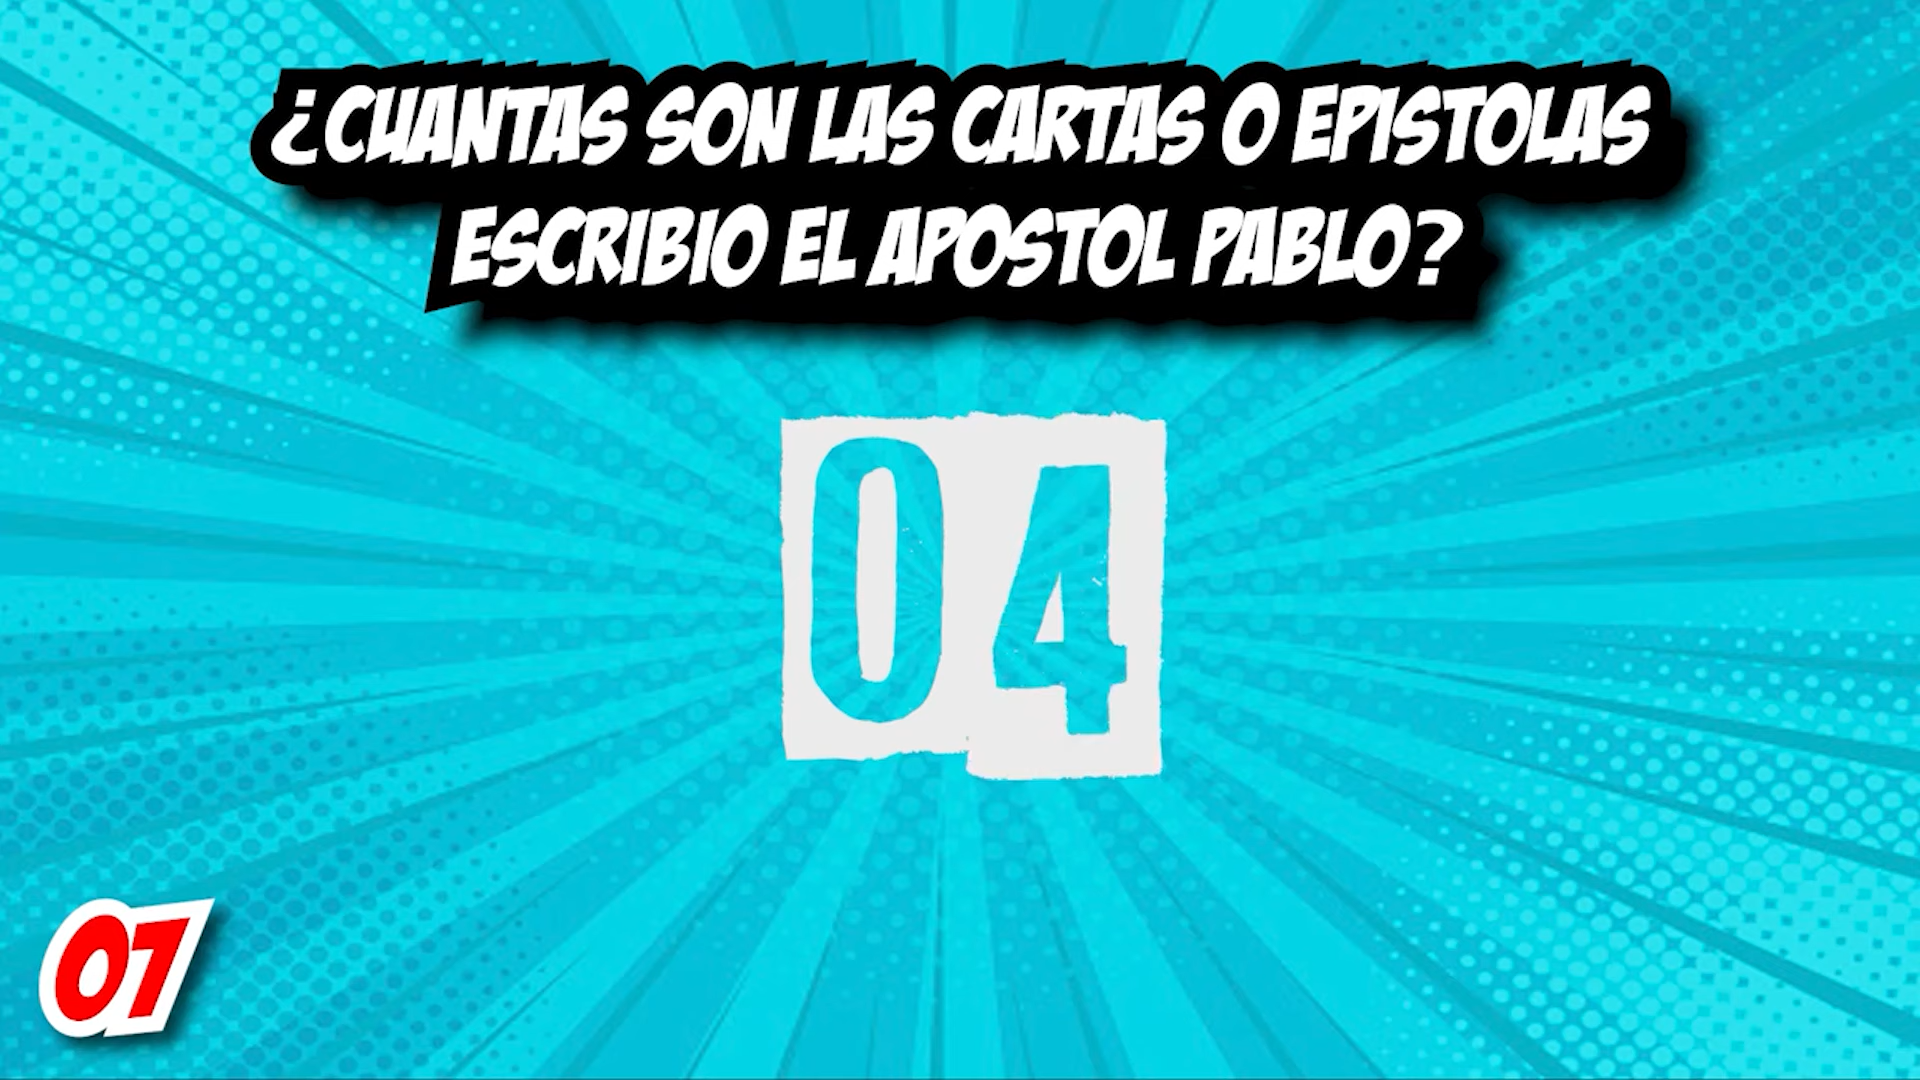 ¿CUANTAS SON LAS CARTAS O EPISTOLAS
ESCRIBIO EL APOSTOL PABLO?
04
07